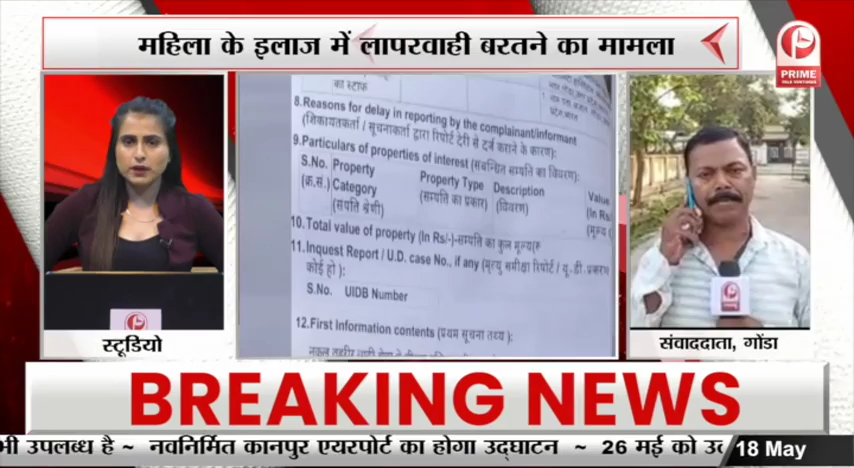 महिला के इलाज में लापरवाही बरतने का मामला
PRIME
का स्टाफ
8.Reasons for delay in reporting by the complainant/informant
(शिकायतकर्ता / सूचनाकर्ता द्वारा रिपोर्ट देरी से दर्ज कराने के कारण):
9.Particulars of properties of interest (सबन्धित सम्पति का विवरण):
S.No. Property Property Type Description Value
(क्र.सं.) Category (सम्पति का प्रकार) (विवरण) (In Rs
(सपति श्रेणी) (मूल्य
10. Total value of property (In Rs/-)-सम्पति का कुल मूल्य(रु
11. Inquest Report / U.D. case No., if any (मृत्यु समीक्षा रिपोर्ट / यू.डी. प्रकरण
कोई हो ):
S.No. UIDB Number
12.First Information contents (प्रथम सूचना तथ्य ):
स्टूडियो
संवाददाता, गोंडा
BREAKING NEWS
भी उपलब्ध है ~ नवनिर्मित कानपुर एयरपोर्ट का होगा उद्घाटन ~ 26 मई को उ
18 May